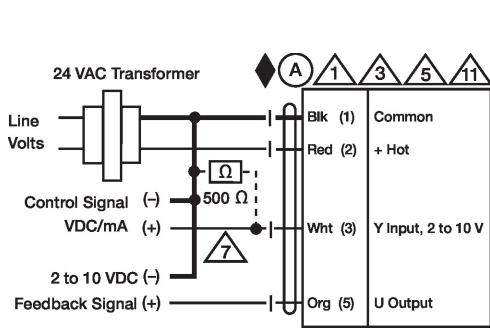 24 VAC Transformer
A 1 3 5 11
Line
Volts
Blk (1) Common
Red (2) + Hot
Ω
500 Ω
Control Signal (-)
VDC/mA (+)
Wht (3) Y Input, 2 to 10 V
7
2 to 10 VDC (-)
Feedback Signal (+)
Org (5) U Output